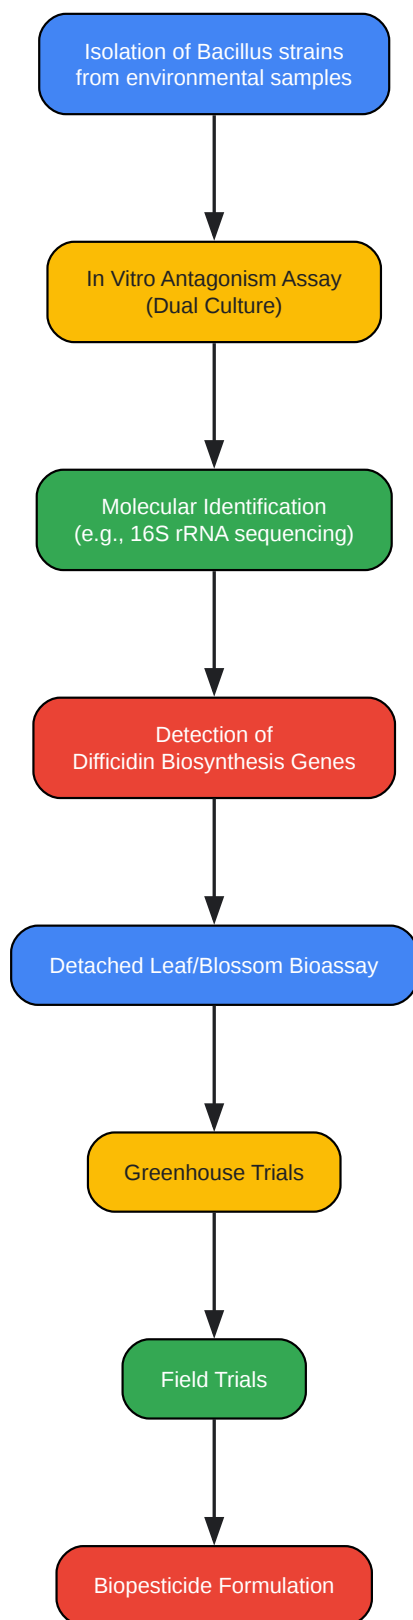 Isolation of Bacillus strains
from environmental samples
In Vitro Antagonism Assay
(Dual Culture)
Molecular Identification
(e.g., 16S rRNA sequencing)
Detection of
Difficidin Biosynthesis Genes
Detached Leaf/Blossom Bioassay
Greenhouse Trials
Field Trials
Biopesticide Formulation